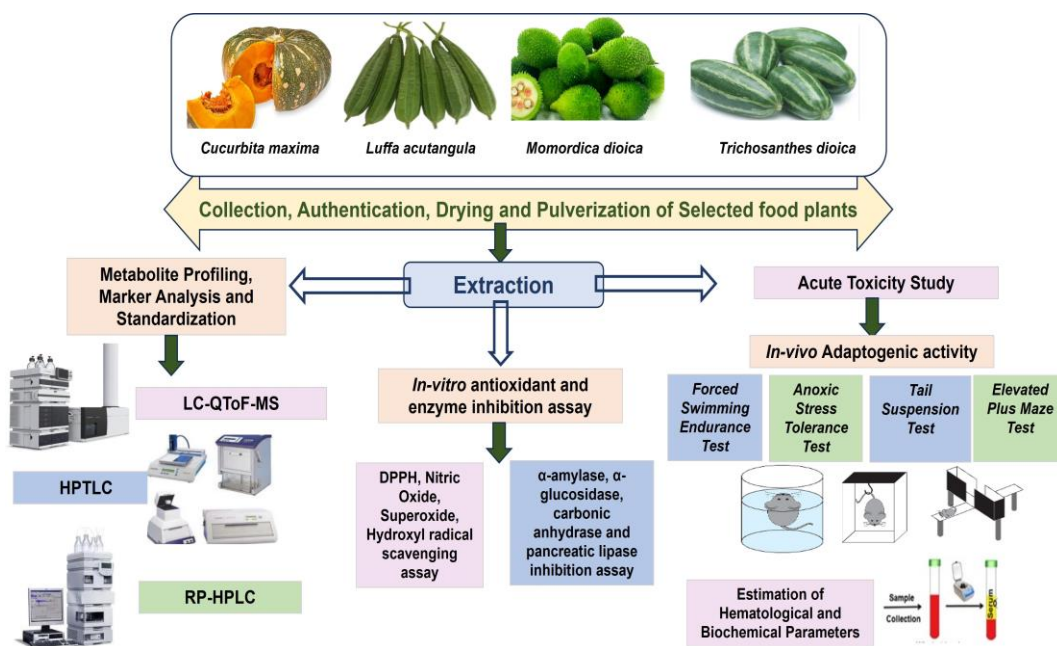 Cucurbita maxima
Luffa acutangula
Momordica dioica
Trichosanthes dioica
Collection, Authentication, Drying and Pulverization of Selected food plants
Metabolite Profiling,
Marker Analysis and
Standardization
Extraction
Acute Toxicity Study
LC-QToF-MS
HPTLC
RP-HPLC
In-vitro antioxidant and
enzyme inhibition assay
DPPH, Nitric
Oxide,
Superoxide,
Hydroxyl radical
scavenging
assay
α-amylase, α-
glucosidase,
carbonic
anhydrase and
pancreatic lipase
inhibition assay
In-vivo Adaptogenic activity
Forced
Swimming
Endurance
Test
Anoxic
Stress
Tolerance
Test
Tail
Suspension
Test
Elevated
Plus Maze
Test
Estimation of
Hematological and
Biochemical Parameters
Sample
Collection
Serum